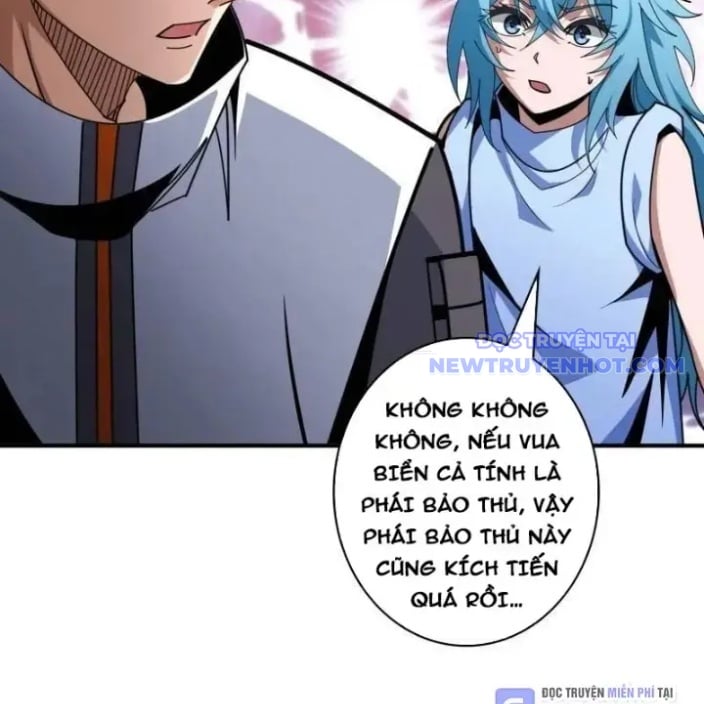 ĐỌC TRUYỆN TẠI
NEWTRUYENHOT.COM
KHÔNG KHÔNG
KHÔNG, NẾU VUA
BIỂN CẢ TÍNH LÀ
PHÁI BẢO THỦ, VẬY
PHÁI BẢO THỦ NÀY
CŨNG KÍCH TIẾN
QUÁ RỒI...
ĐỌC TRUYỆN MIỄN PHÍ TẠI